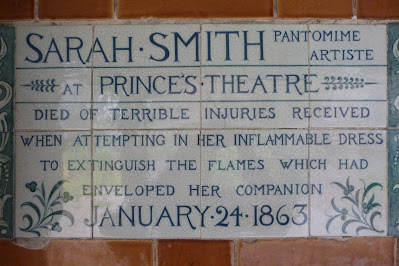 SARAH·SMITH PANTOMIME ARTISTE
AT PRINCE'S·THEATRE
DIED OF TERRIBLE INJURIES RECEIVED
WHEN ATTEMPTING IN HER INFLAMMABLE DRESS
TO EXTINGUISH THE FLAMES WHICH HAD
ENVELOPED HER COMPANION
JANUARY·24·1863